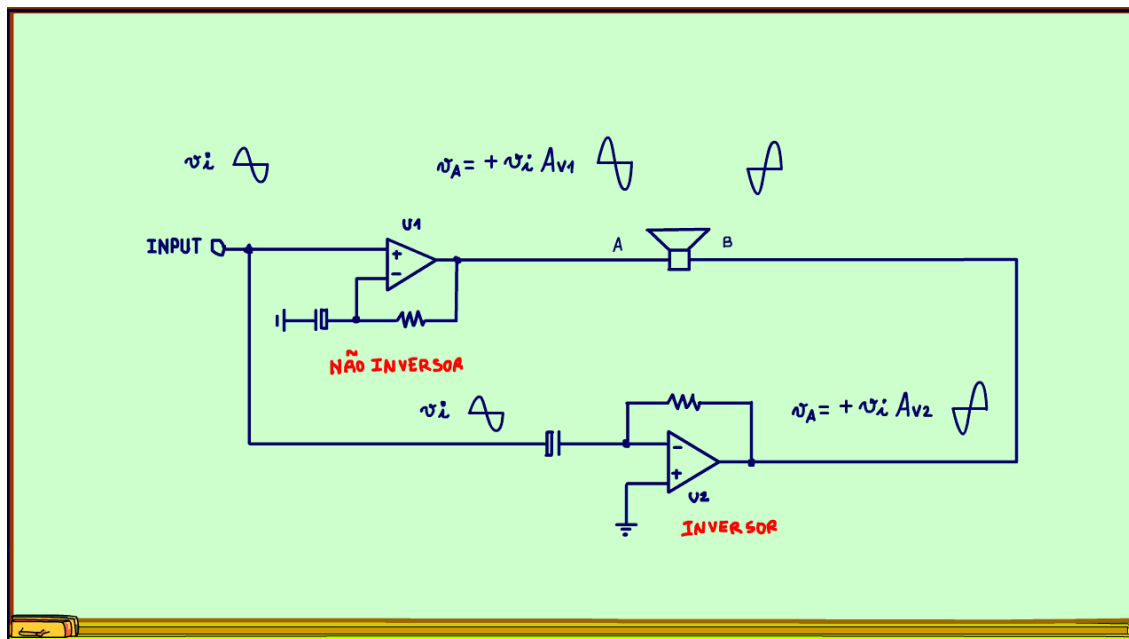 vi
vA = + vi Av1
U1
INPUT
+
-
A
B
NÃO INVERSOR
vi
vA = + vi Av2
-
+
U2
INVERSOR